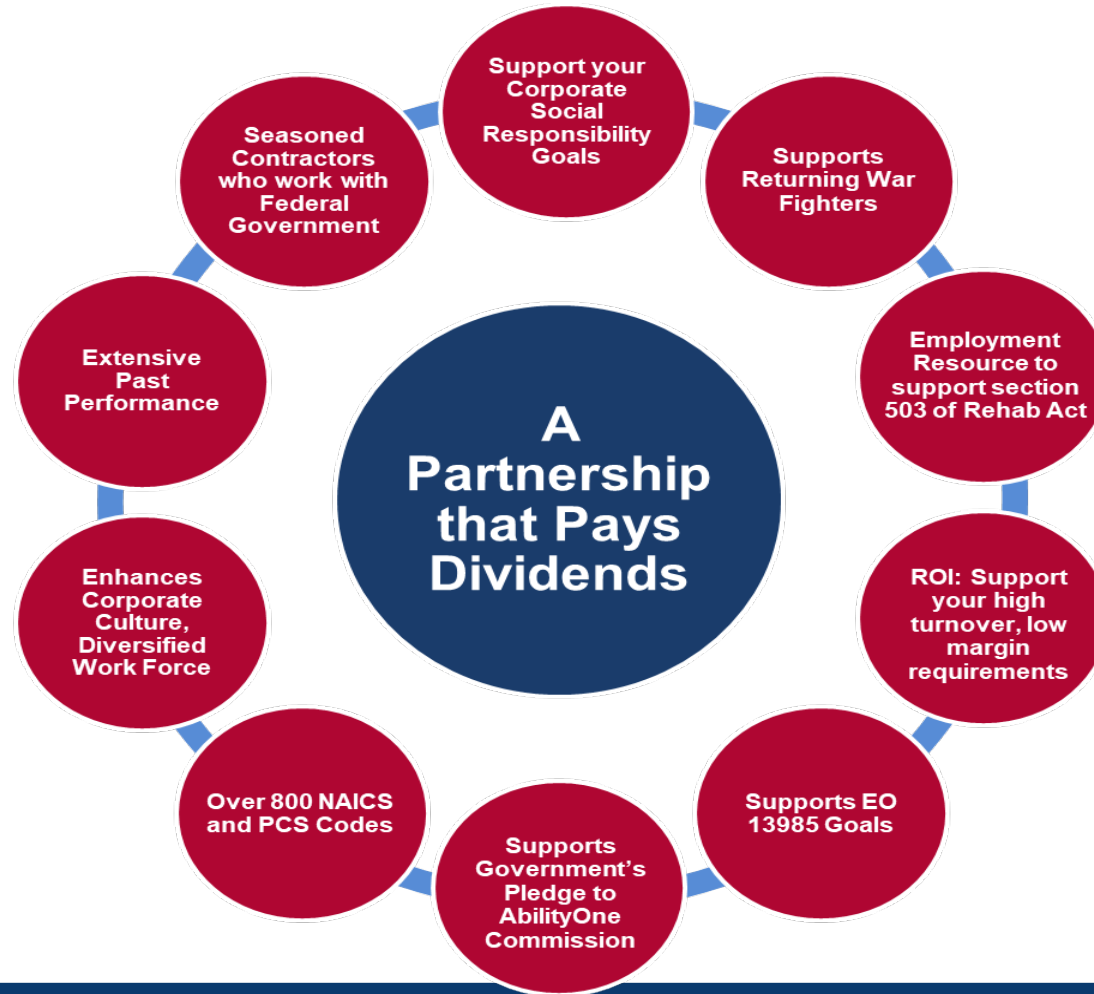 Support your
Corporate
Social
Responsibility
Goals
Supports
Returning War
Fighters
Employment
Resource to
support section
503 of Rehab Act
ROI: Support
your high
turnover, low
margin
requirements
Supports EO
13985 Goals
Supports
Government’s
Pledge to
AbilityOne
Commission
Over 800 NAICS
and PCS Codes
Enhances
Corporate
Culture,
Diversified
Work Force
Extensive
Past
Performance
Seasoned
Contractors
who work with
Federal
Government
A
Partnership
that Pays
Dividends